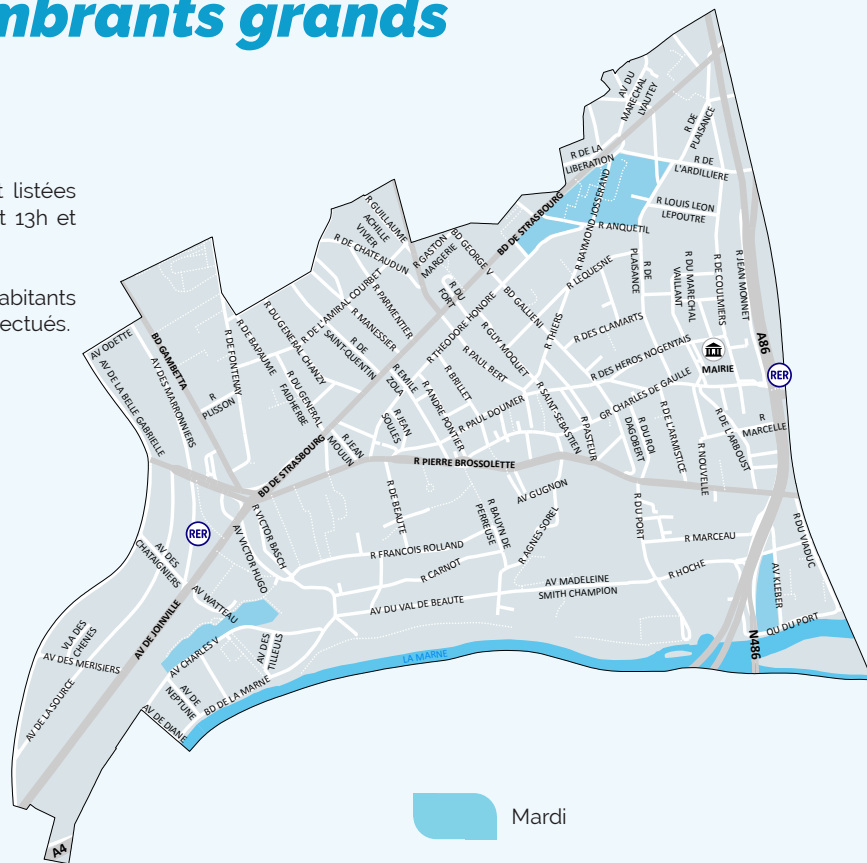 mbrants grands
t listées
t 13h et
abitants
ectués.
AV DU
MARECHAL
LYAUTEY
R DE
PLAISANCE
R DE LA
LIBERATION
R DE
L'ARDILLIERE
R LOUIS LEON
LEPOUTRE
R RAYMOND JOSSERAND
R ANQUETIL
BD DE STRASBOURG
R GUILLAUME
ACHILLE
VIVIER
R DE CHATEAUDUN
R GASTON
MARGERIE
BD GEORGE V
R LEQUESNE
R DE
PLAISANCE
R DU MARECHAL
VAILLANT
R DE COULMIERS
R JEAN MONNET
R DE L'AMIRAL COURBET
R DU
FORT
BD GALLIENI
R PARMENTIER
R THEODORE HONORE
R THIERS
R DES CLAMARTS
R DU GENERAL CHANZY
R MANESSIER
R GUY MOQUET
A86
AV ODETTE
BD GAMBETTA
R DE FONTENAY
R DE BAPAUME
R DE
SAINT-QUENTIN
R PAUL BERT
R DES HEROS NOGENTAIS
MAIRIE
RER
AV DE LA BELLE GABRIELLE
AV DES MARRONNIERS
R
PLISSON
R DU GENERAL
FAIDHERBE
R EMILE
ZOLA
R ANDRE PONTIER
R BRILLET
R SAINT-SEBASTIEN
GR CHARLES DE GAULLE
R JEAN
SOULES
R PAUL DOUMER
R PASTEUR
R DU ROI
DAGOBERT
R DE L'ARMISTICE
R NOUVELLE
R DE L'ARBOUST
R
MARCELLE
R JEAN
MOULIN
BD DE STRASBOURG
R PIERRE BROSSOLETTE
R DE BEAUTE
AV GUGNON
R DU PORT
R VICTOR BASCH
AV VICTOR HUGO
R BAUYN DE
PERREUSE
R AGNES SOREL
R MARCEAU
R DU VIADUC
RER
AV DES
CHATAIGNIERS
R FRANCOIS ROLLAND
R CARNOT
R HOCHE
AV KLEBER
AV WATTEAU
AV DU VAL DE BEAUTE
AV MADELEINE
SMITH CHAMPION
QU DU PORT
N486
VLA DES
CHENES
AV DE JOINVILLE
AV DES MERISIERS
AV CHARLES V
AV DES
TILLEULS
LA MARNE
AV DE LA SOURCE
AV DE
NEPTUNE
BD DE LA MARNE
AV DE DIANE
Mardi
A4